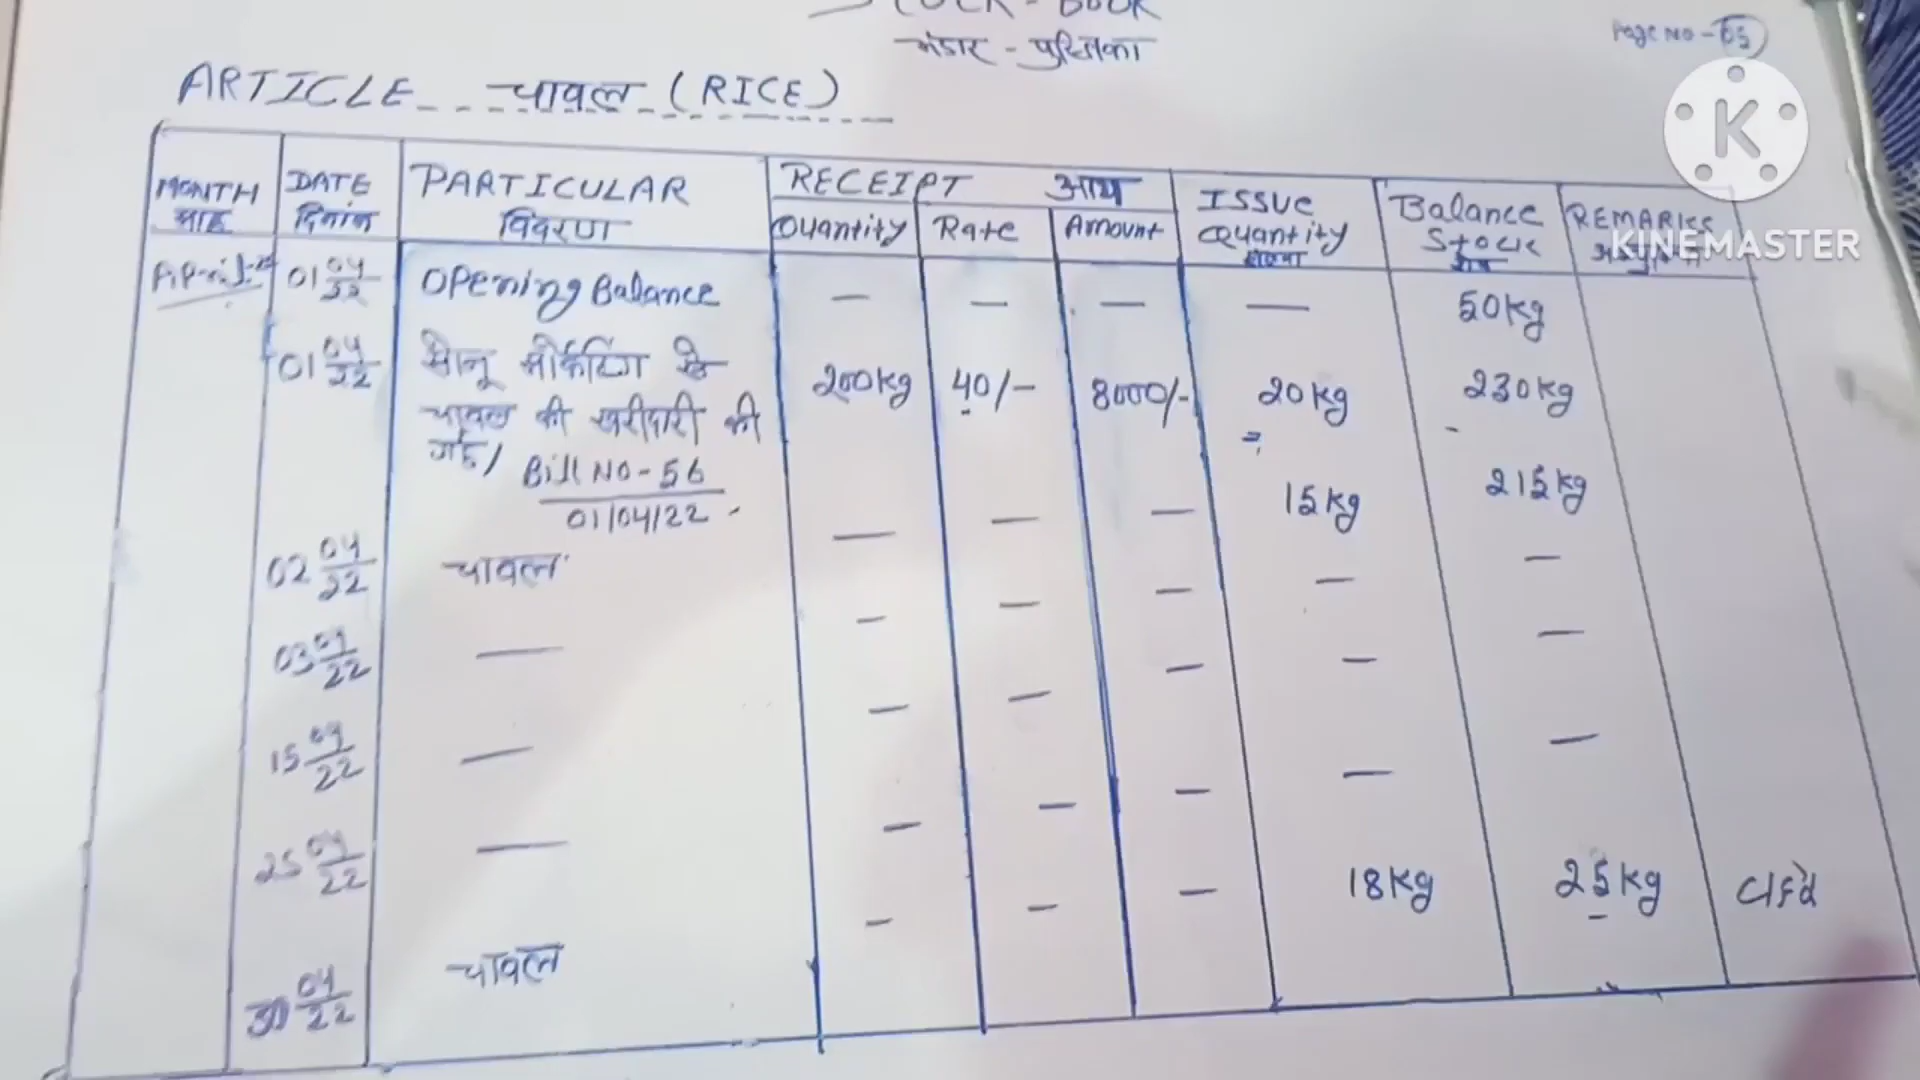 BOOK
भंडार - पुस्तिका
Page No - 05
ARTICLE चावल (RICE)
MONTH माह DATE दिनांक PARTICULAR विवरण RECEIPT आय Quantity Rate Amount ISSUE Quantity Balance Stock शेष REMARKS
KINEMASTER
01 04/22 Opening Balance — — — — 50kg
01 04/22 सोनू मार्केटिंग से 200kg 40/- 8000/- 20kg 230kg
चावल की खरीदारी की
गई/ Bill No - 56
01/04/22
02 04/22 चावल — — — 15kg 215kg
03 04/22 — — — — — —
15 04/22 — — — — — —
25 04/22 — — — — — —
30 04/22 चावल — — — 18kg 25kg